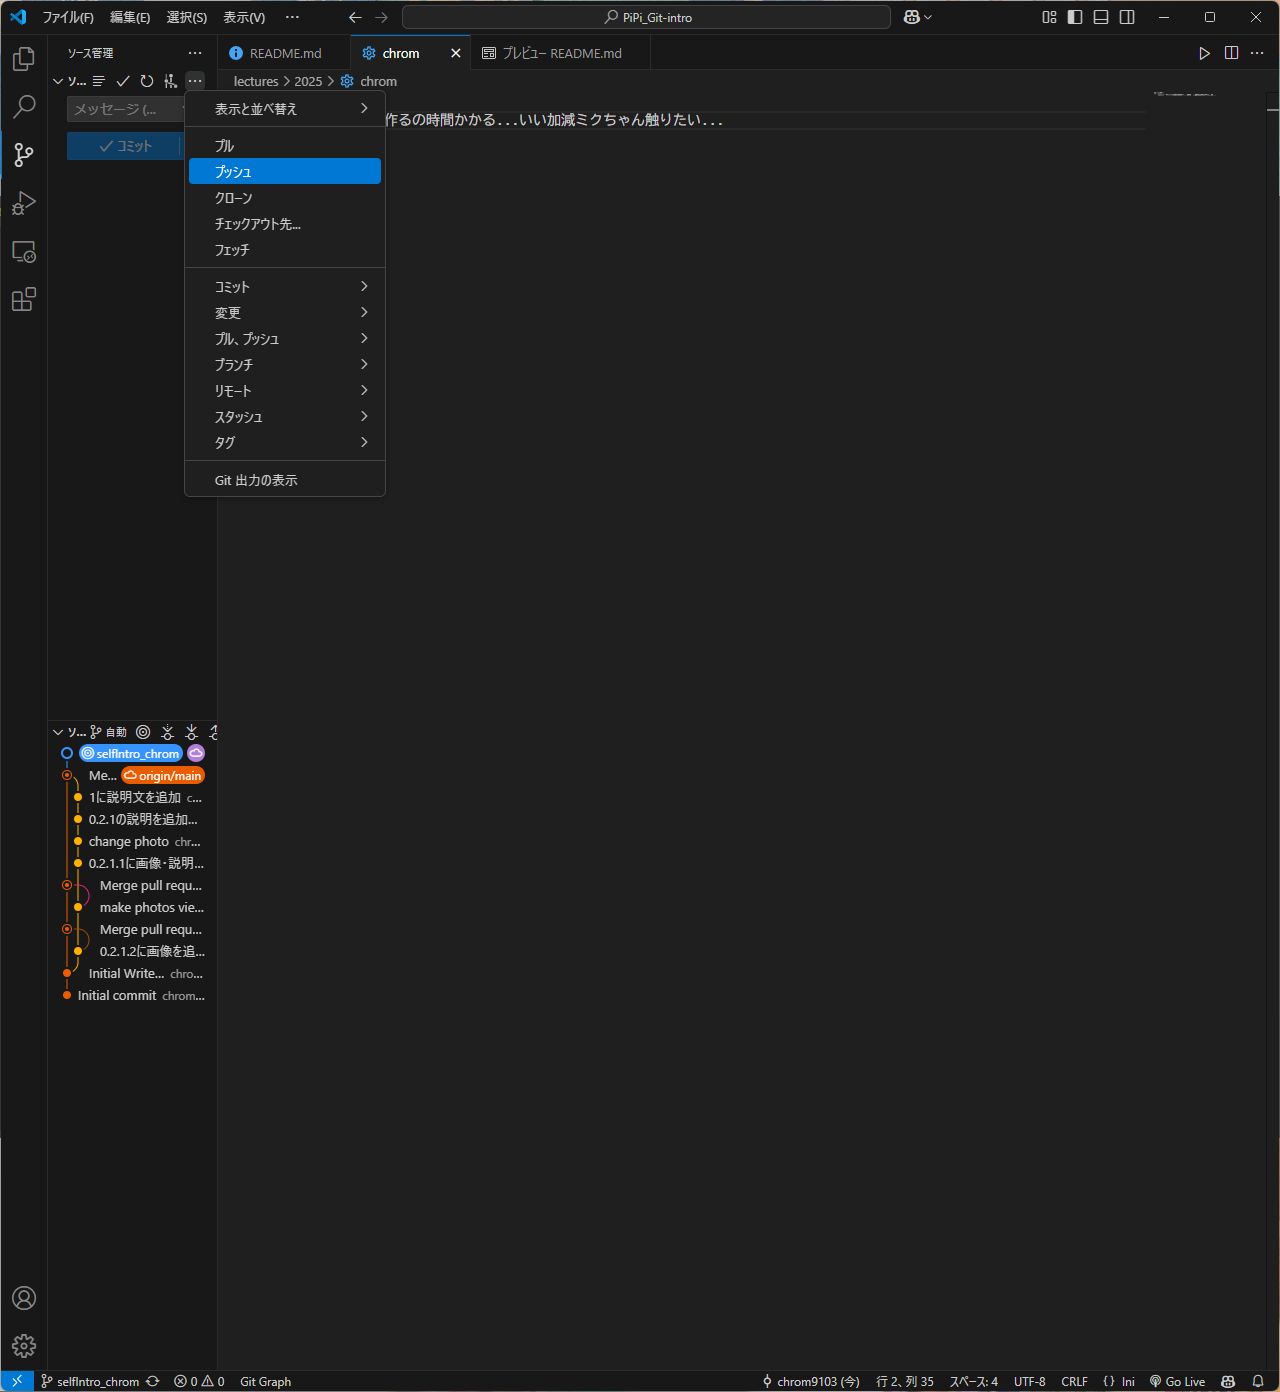 ファイル(F) 編集(E) 選択(S) 表示(V) … PiPi_Git-intro
ソース管理 …
README.md
chrom
プレビュー README.md
ソ...
lectures > 2025 > chrom
メッセージ (...
コミット
作るの時間かかる...いい加減ミクちゃん触りたい...
表示と並べ替え
プル
プッシュ
クローン
チェックアウト先...
フェッチ
コミット
変更
プル、プッシュ
ブランチ
リモート
スタッシュ
タグ
Git 出力の表示
ソ... 自動
selfIntro_chrom
Me... origin/main
1に説明文を追加 c...
0.2.1の説明を追加...
change photo chr...
0.2.1.1に画像・説明...
Merge pull requ...
make photos vie...
Merge pull requ...
0.2.1.2に画像を追...
Initial Write... chro...
Initial commit chrom...
selfIntro_chrom 0 0 Git Graph chrom9103 (今) 行 2、列 35 スペース: 4 UTF-8 CRLF {} Ini Go Live